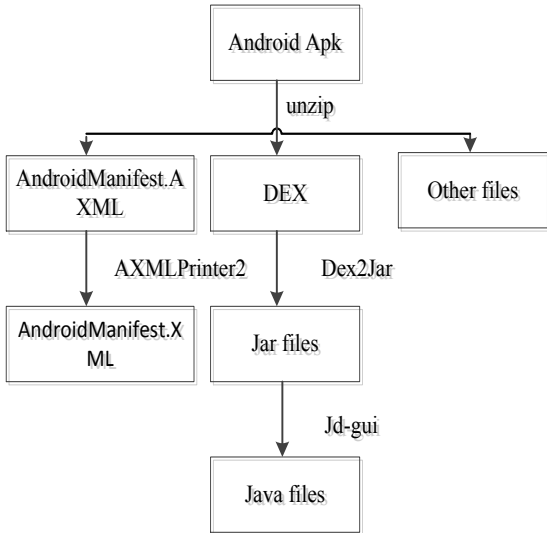 Android Apk
unzip
AndroidManifest.A
XML
DEX
Other files
AXMLPrinter2
Dex2Jar
AndroidManifest.X
ML
Jar files
Jd-gui
Java files